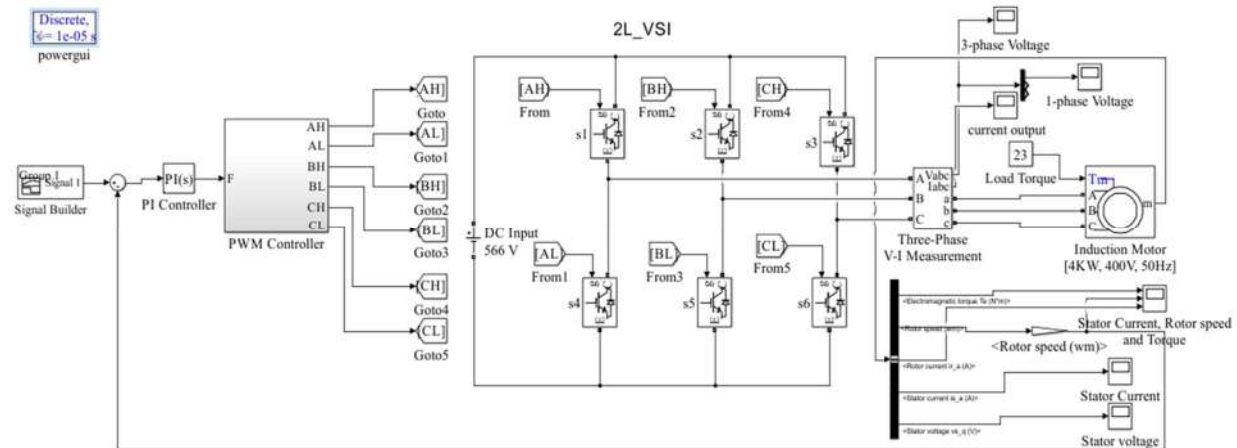 Discrete,
= 1e-05 s
powergui
2L_VSI
3-phase Voltage
1-phase Voltage
current output
23
Load Torque
Tm
A
B
C
m
Induction Motor
[4KW, 400V, 50Hz]
Group 1
Signal 1
Signal Builder
PI(s)
PI Controller
F
AH
AL
BH
BL
CH
CL
PWM Controller
[AH]
Goto
[AL]
Goto1
[BH]
Goto2
[BL]
Goto3
[CH]
Goto4
[CL]
Goto5
DC Input
566 V
[AH]
From
s1
[BH]
From2
s2
[CH]
From4
s3
[AL]
From1
s4
[BL]
From3
s5
[CL]
From5
s6
A
B
C
Vabc
Iabc
a
b
c
Three-Phase
V-I Measurement
<Electromagnetic torque Te (N*m)>
<Rotor speed (wm)>
<Rotor current ir_a (A)>
<Stator current is_a (A)>
<Stator voltage vs_q (V)>
<Rotor speed (wm)>
Stator Current, Rotor speed
and Torque
Stator Current
Stator voltage